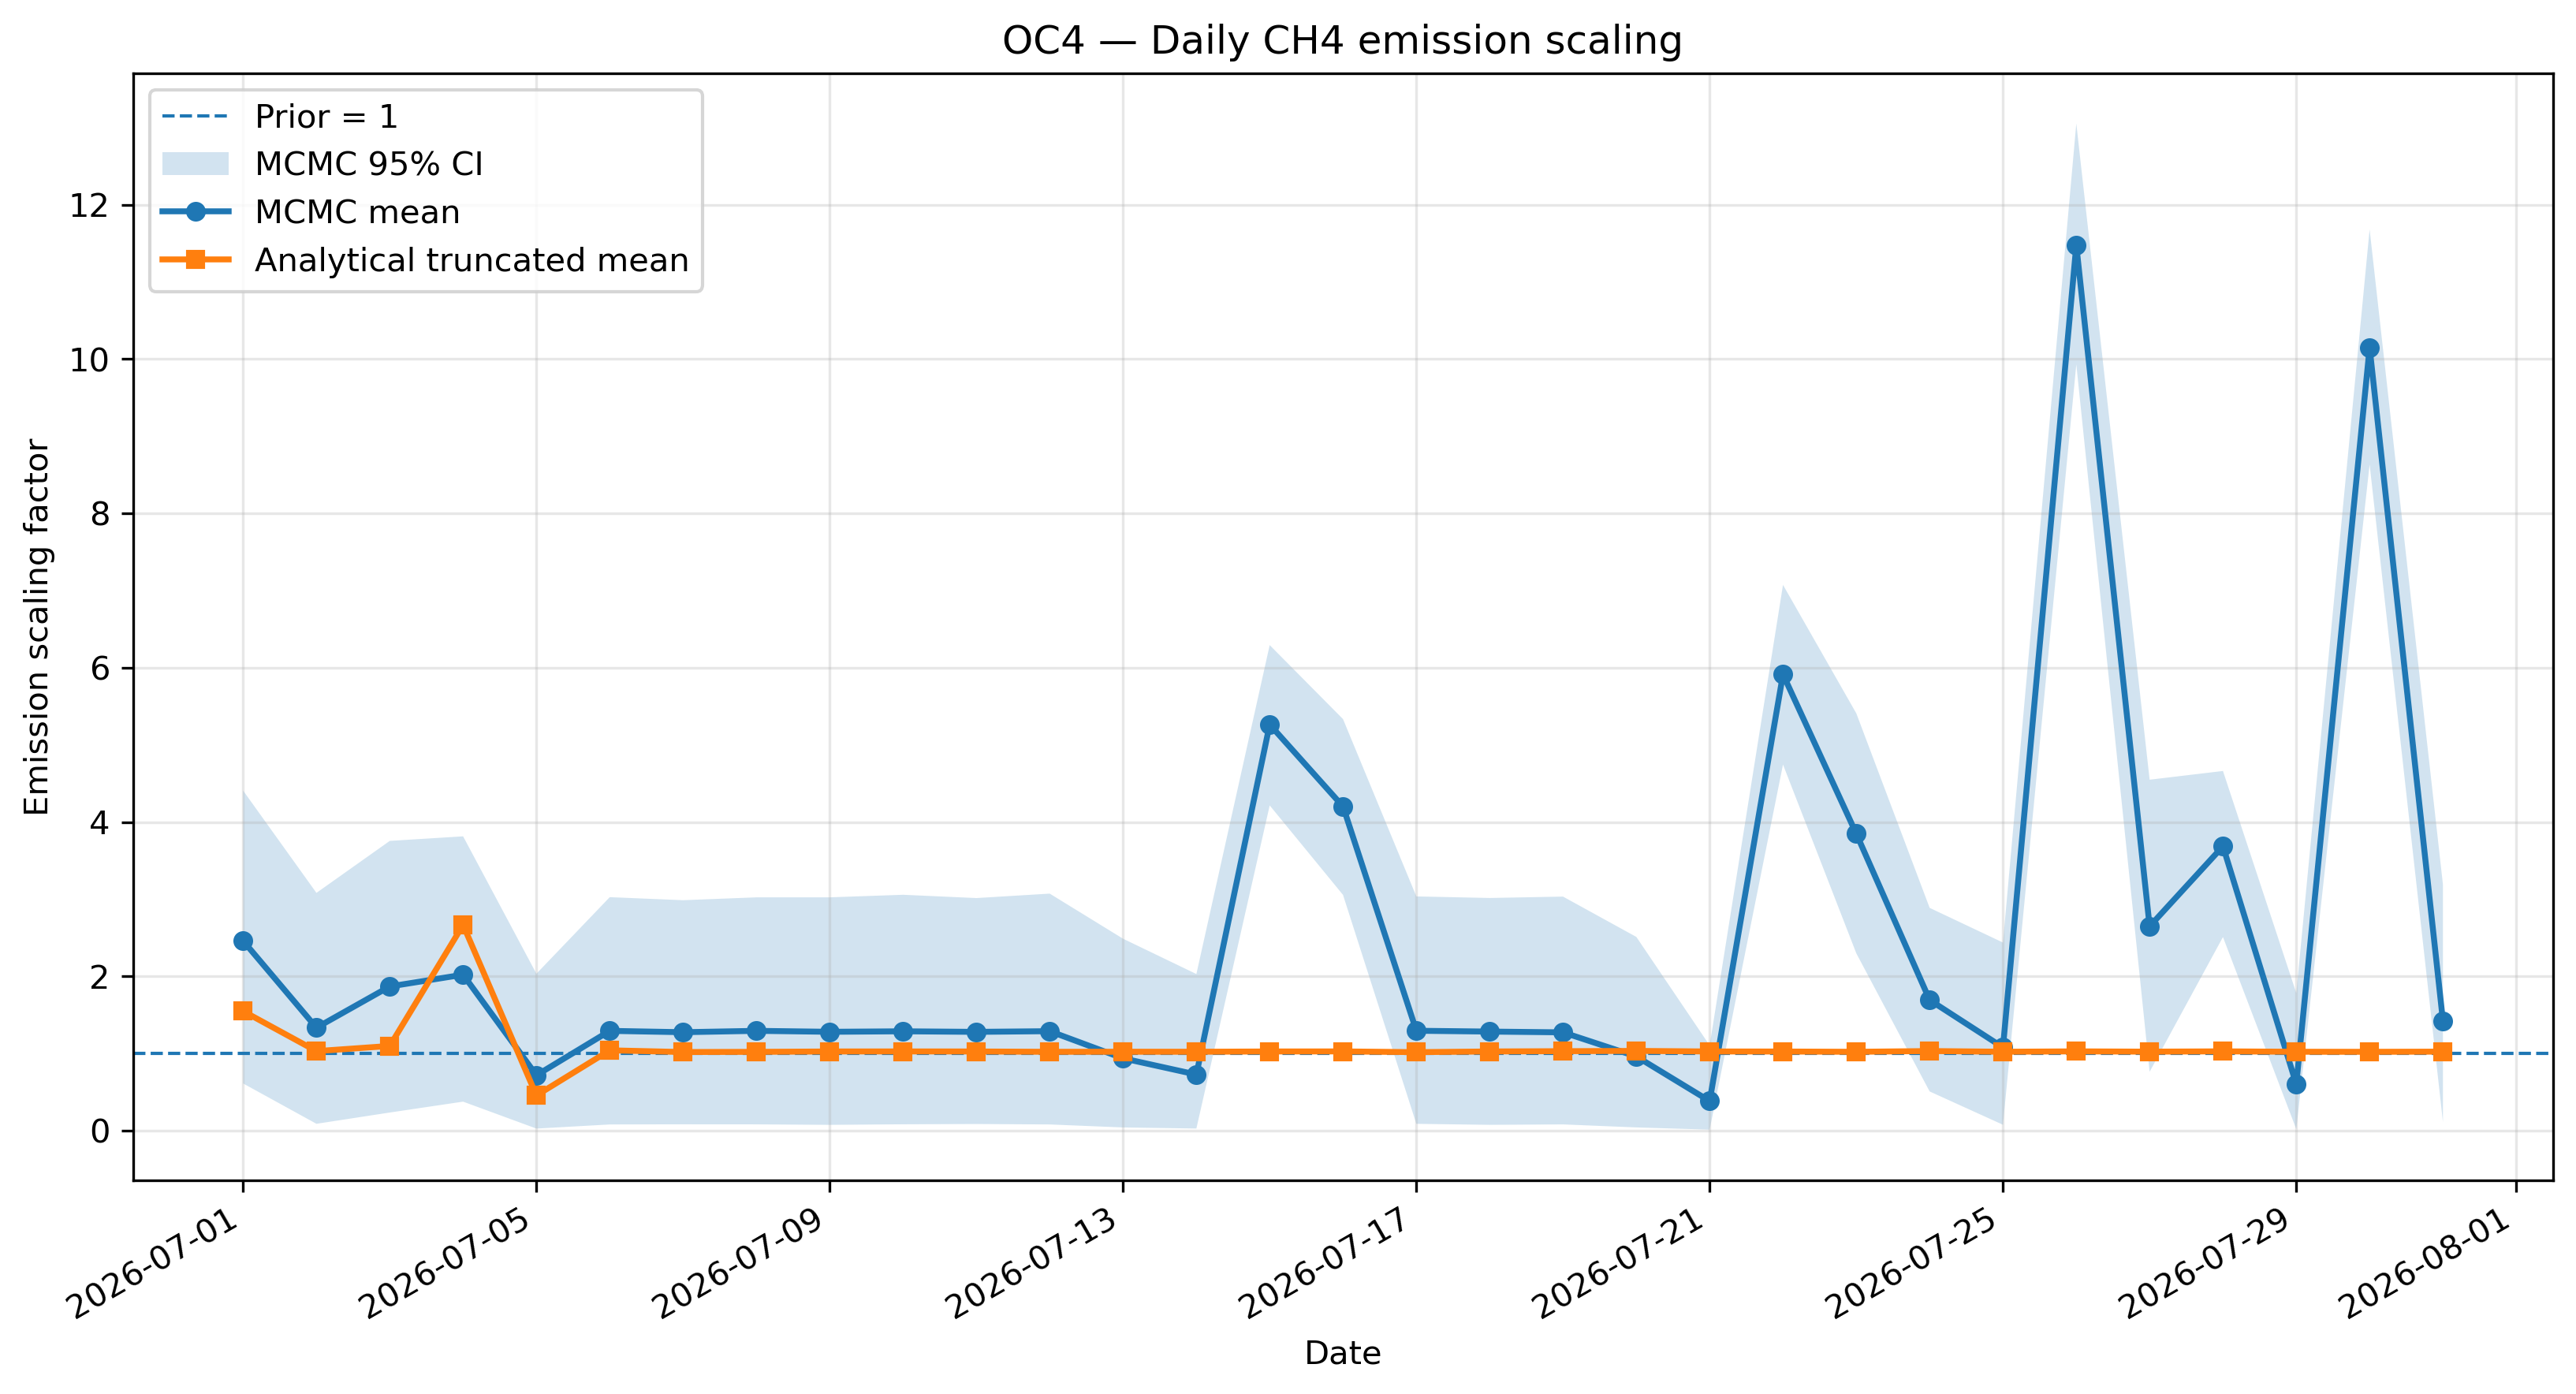 OC4 — Daily CH4 emission scaling
Prior = 1
MCMC 95% CI
MCMC mean
Analytical truncated mean
Emission scaling factor
12
10
8
6
4
2
0
2026-07-01
2026-07-05
2026-07-09
2026-07-13
2026-07-17
2026-07-21
2026-07-25
2026-07-29
2026-08-01
Date